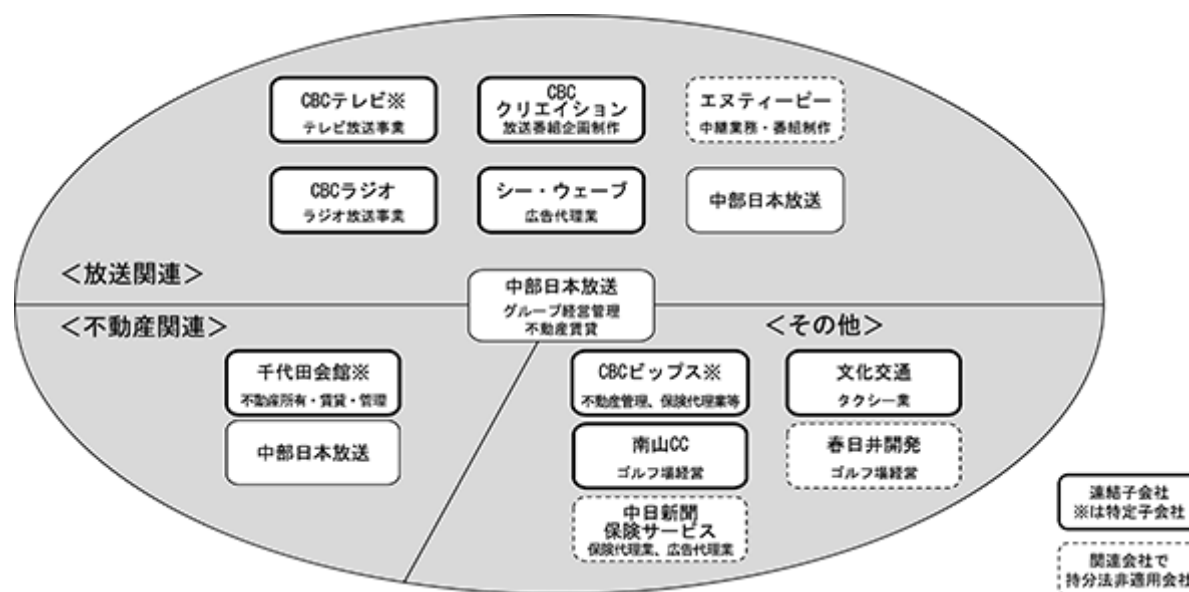 CBCテレビ※
テレビ放送事業
CBC
クリエイション
放送番組企画制作
エヌティーピー
中継業務・番組制作
CBCラジオ
ラジオ放送事業
シー・ウェーブ
広告代理業
中部日本放送
＜放送関連＞
中部日本放送
グループ経営管理
不動産賃貸
＜不動産関連＞
＜その他＞
千代田会館※
不動産所有・賃貸・管理
中部日本放送
CBCビップス※
不動産管理、保険代理業等
文化交通
タクシー業
南山CC
ゴルフ場経営
春日井開発
ゴルフ場経営
中日新聞
保険サービス
保険代理業、広告代理業
連結子会社
※は特定子会社
関連会社で
持分法非適用会社